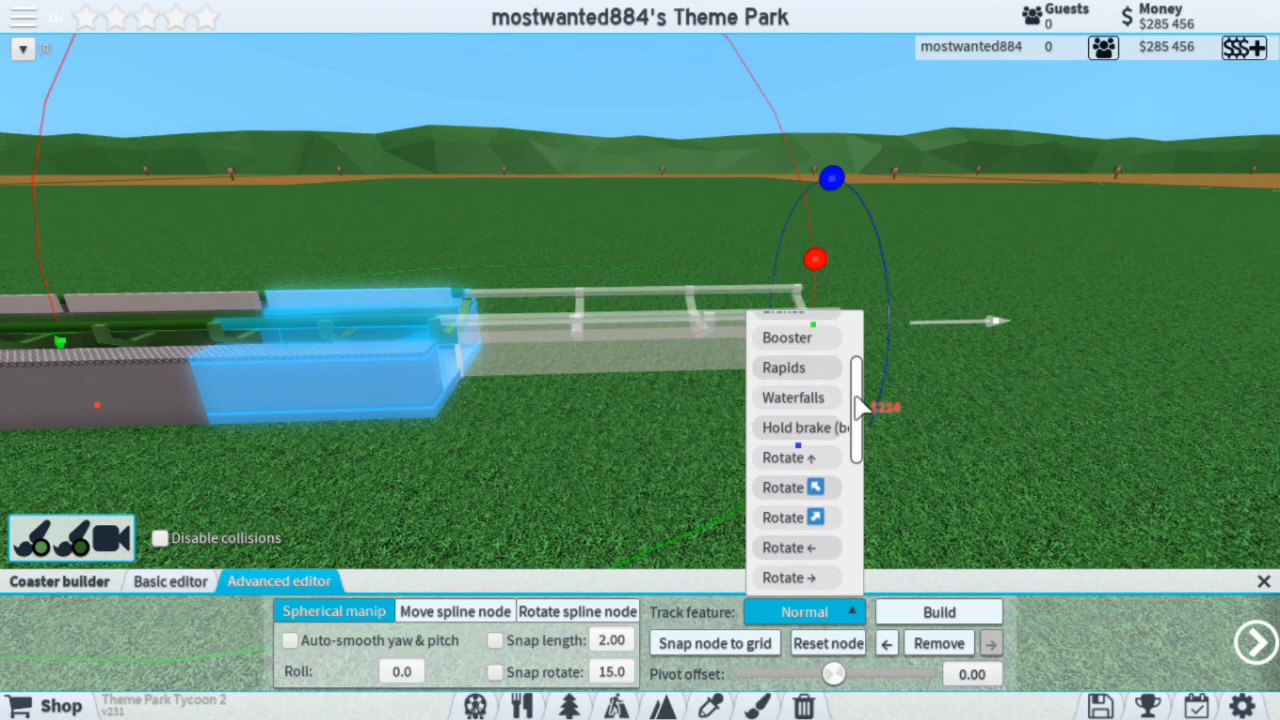 mostwanted884's Theme Park
Guests
0
$ Money
$285 456
(0)
mostwanted884 0 $285 456 $$$+
Booster
Rapids
Waterfalls
Hold brake (b
Rotate ↑
Rotate ↖
Rotate ↗
Rotate ←
Rotate →
Disable collisions
Coaster builder Basic editor Advanced editor
Spherical manip Move spline node Rotate spline node Track feature: Normal Build
Auto-smooth yaw & pitch Snap length: 2.00 Snap node to grid Reset node ← Remove →
Roll: 0.0 Snap rotate: 15.0 Pivot offset: 0.00
Shop
Theme Park Tycoon 2
v231